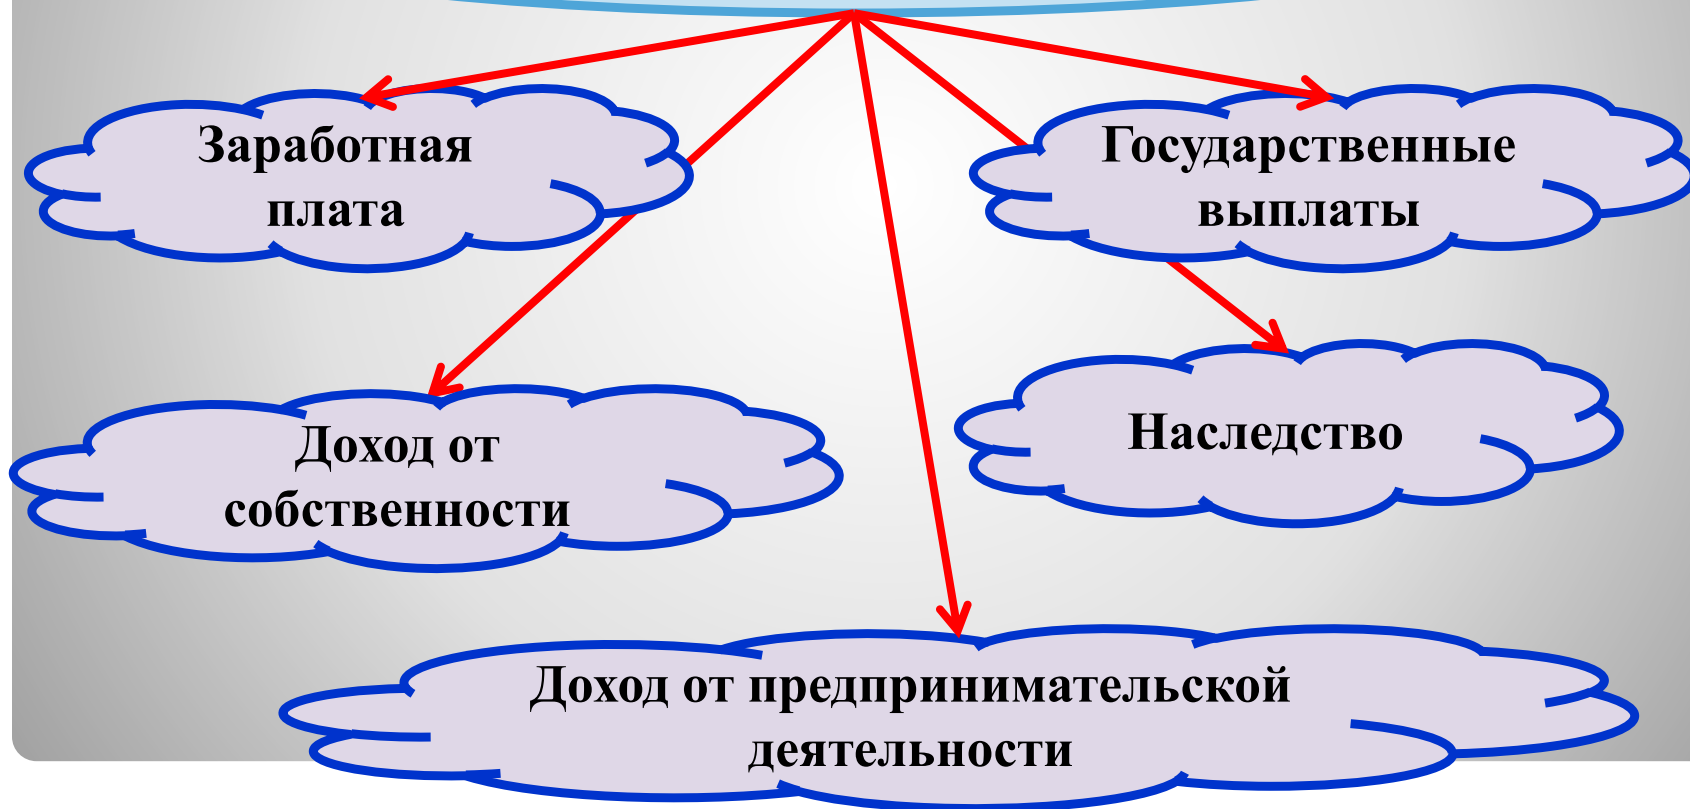 Заработная
плата
Государственные
выплаты
Доход от
собственности
Наследство
Доход от предпринимательской
деятельности